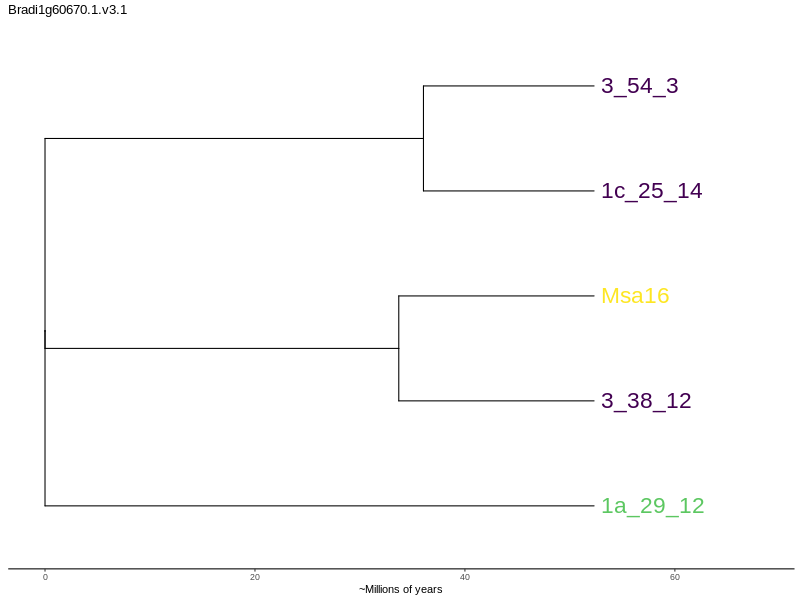 Bradi1g60670.1.v3.1
3_54_3
1c_25_14
Msa16
3_38_12
1a_29_12
0 20 40 60
~Millions of years